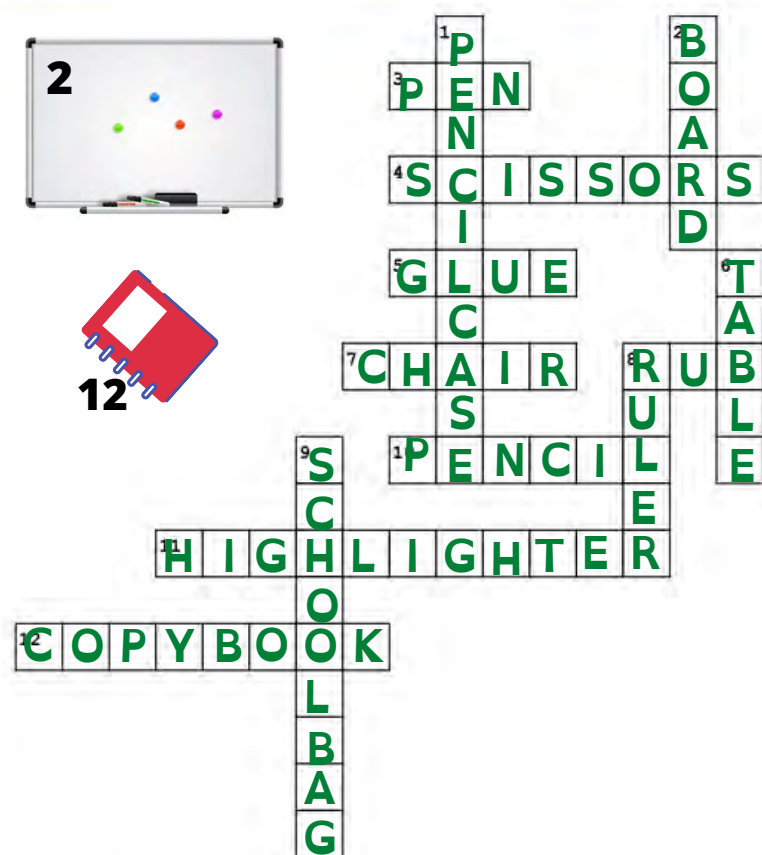 2
12
1 PENCILCASE
2 BOARD
3 PEN
4 SCISSORS
5 GLUE
6 TABLE
7 CHAIR
8 RUB
RULER
9 SCHOOLBAG
10 PENCIL
11 HIGHLIGHTER
12 COPYBOOK